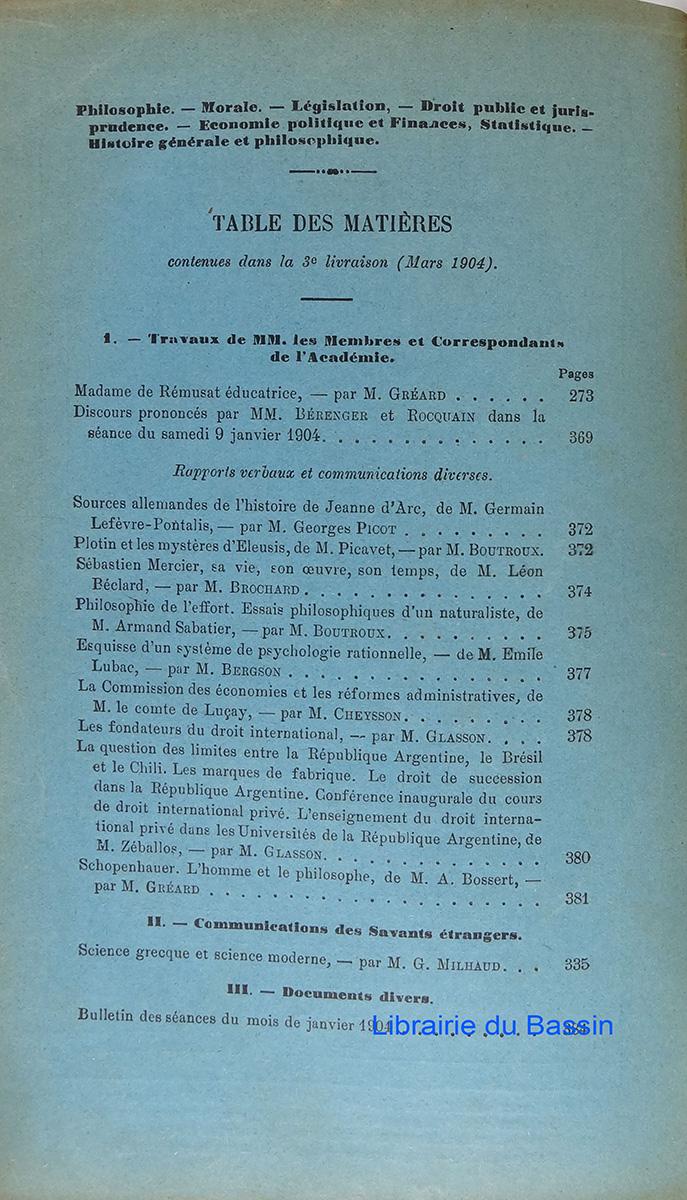 Philosophie. — Morale. — Législation, — Droit public et juris-
prudence. — Economie politique et Finances, Statistique. —
Histoire générale et philosophique.
TABLE DES MATIÈRES
contenues dans la 3e livraison (Mars 1904).
I. — Travaux de MM. les Membres et Correspondants
de l'Académie.
Pages
Madame de Rémusat éducatrice, — par M. GRÉARD . . . . . . 273
Discours prononcés par MM. BÉRENGER et ROCQUAIN dans la
séance du samedi 9 janvier 1904. . . . . . . . . . . . . . 369
Rapports verbaux et communications diverses.
Sources allemandes de l'histoire de Jeanne d'Arc, de M. Germain
Lefèvre-Pontalis, — par M. Georges PICOT . . . . . . . . . 372
Plotin et les mystères d'Eleusis, de M. Picavet, — par M. BOUTROUX. 372
Sébastien Mercier, sa vie, son œuvre, son temps, de M. Léon
Béclard, — par M. BROCHARD . . . . . . . . . . . . . . . 374
Philosophie de l'effort. Essais philosophiques d'un naturaliste, de
M. Armand Sabatier, — par M. BOUTROUX. . . . . . . . . . 375
Esquisse d'un système de psychologie rationnelle, — de M. Emile
Lubac, — par M. BERGSON . . . . . . . . . . . . . . . . 377
La Commission des économies et les réformes administratives, de
M. le comte de Luçay, — par M. CHEYSSON. . . . . . . . . 378
Les fondateurs du droit international, — par M. GLASSON. . . . 378
La question des limites entre la République Argentine, le Brésil
et le Chili. Les marques de fabrique. Le droit de succession
dans la République Argentine. Conférence inaugurale du cours
de droit international privé. L'enseignement du droit interna-
tional privé dans les Universités de la République Argentine, de
M. Zéballos, — par M. GLASSON. . . . . . . . . . . . . . 380
Schopenhauer. L'homme et le philosophe, de M. A. Bossert, —
par M. GRÉARD . . . . . . . . . . . . . . . . . . . . . 381
II. — Communications des Savants étrangers.
Science grecque et science moderne, — par M. G. MILHAUD. . . 335
III. — Documents divers.
Bulletin des séances du mois de janvier 1904
Librairie du Bassin